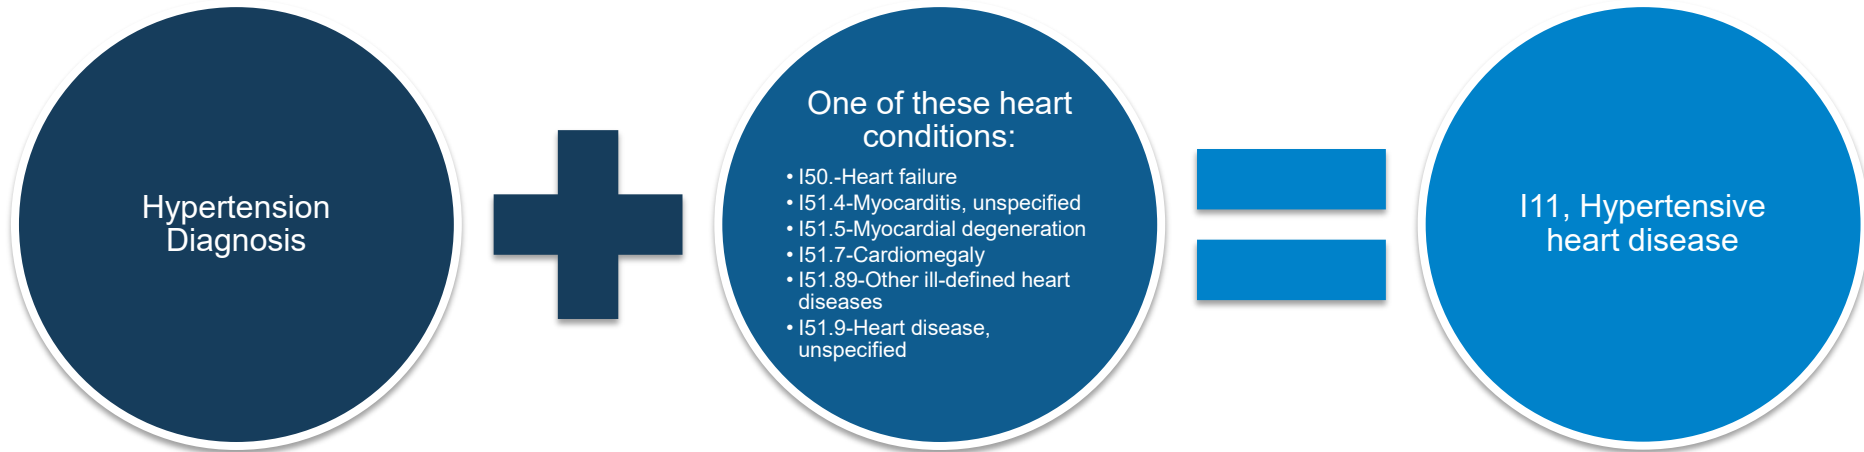 Hypertension
Diagnosis
One of these heart
conditions:
• I50.-Heart failure
• I51.4-Myocarditis, unspecified
• I51.5-Myocardial degeneration
• I51.7-Cardiomegaly
• I51.89-Other ill-defined heart
diseases
• I51.9-Heart disease,
unspecified
I11, Hypertensive
heart disease